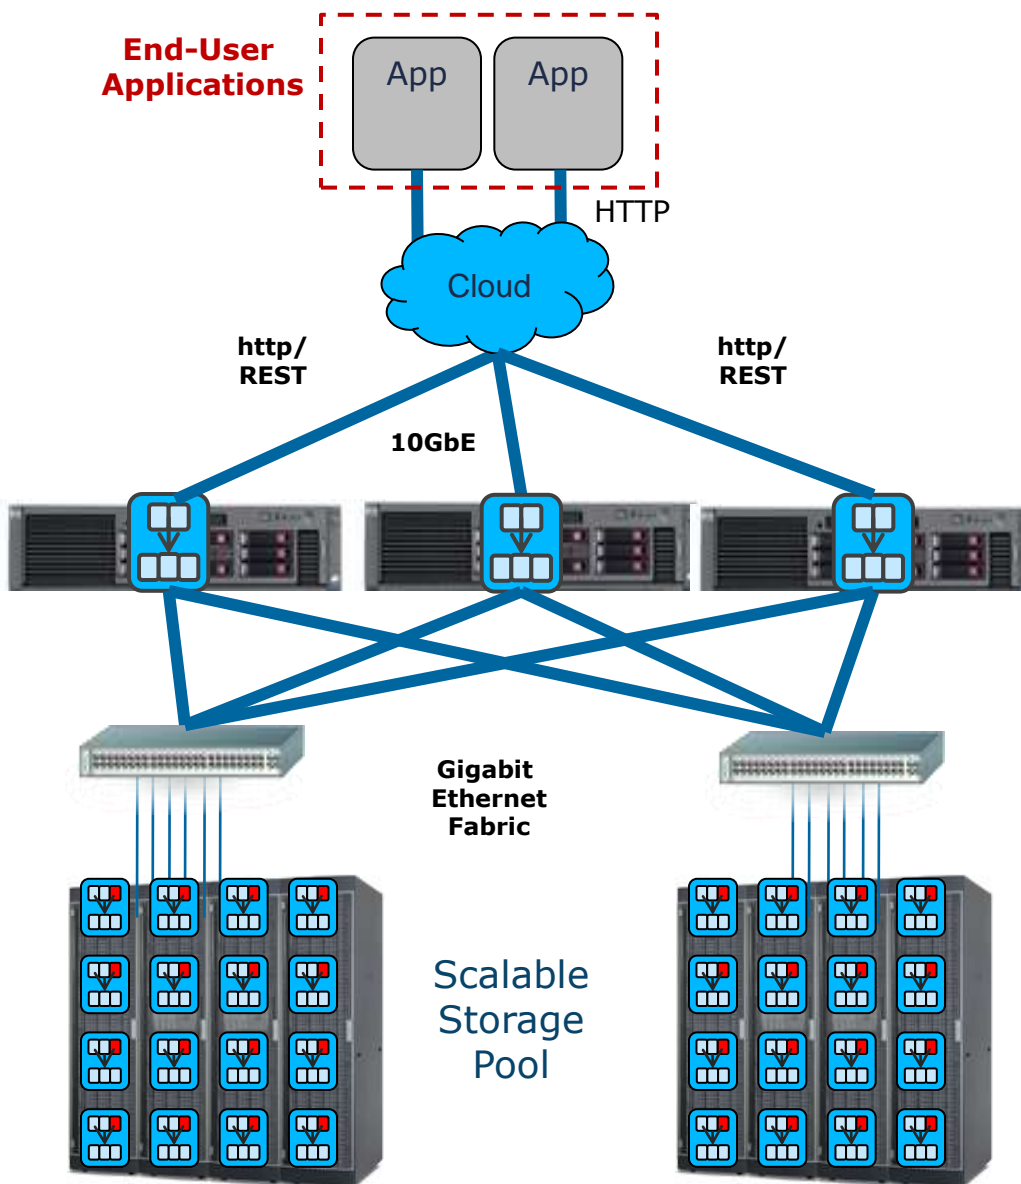 End-User
Applications
App
App
HTTP
Cloud
http/
REST
http/
REST
10GbE
Gigabit
Ethernet
Fabric
Scalable
Storage
Pool